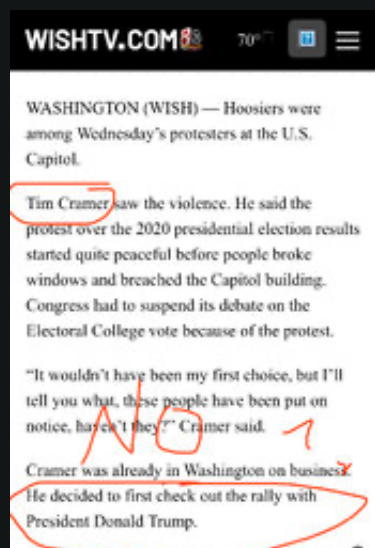 WISHTV.COM 8
70°
WASHINGTON (WISH) — Hoosiers were
among Wednesday's protesters at the U.S.
Capitol.
Tim Cramer saw the violence. He said the
protest over the 2020 presidential election results
started quite peaceful before people broke
windows and breached the Capitol building.
Congress had to suspend its debate on the
Electoral College vote because of the protest.
"It wouldn't have been my first choice, but I'll
tell you what, these people have been put on
notice, haven't they?" Cramer said.
NO
Cramer was already in Washington on business.
He decided to first check out the rally with
President Donald Trump.